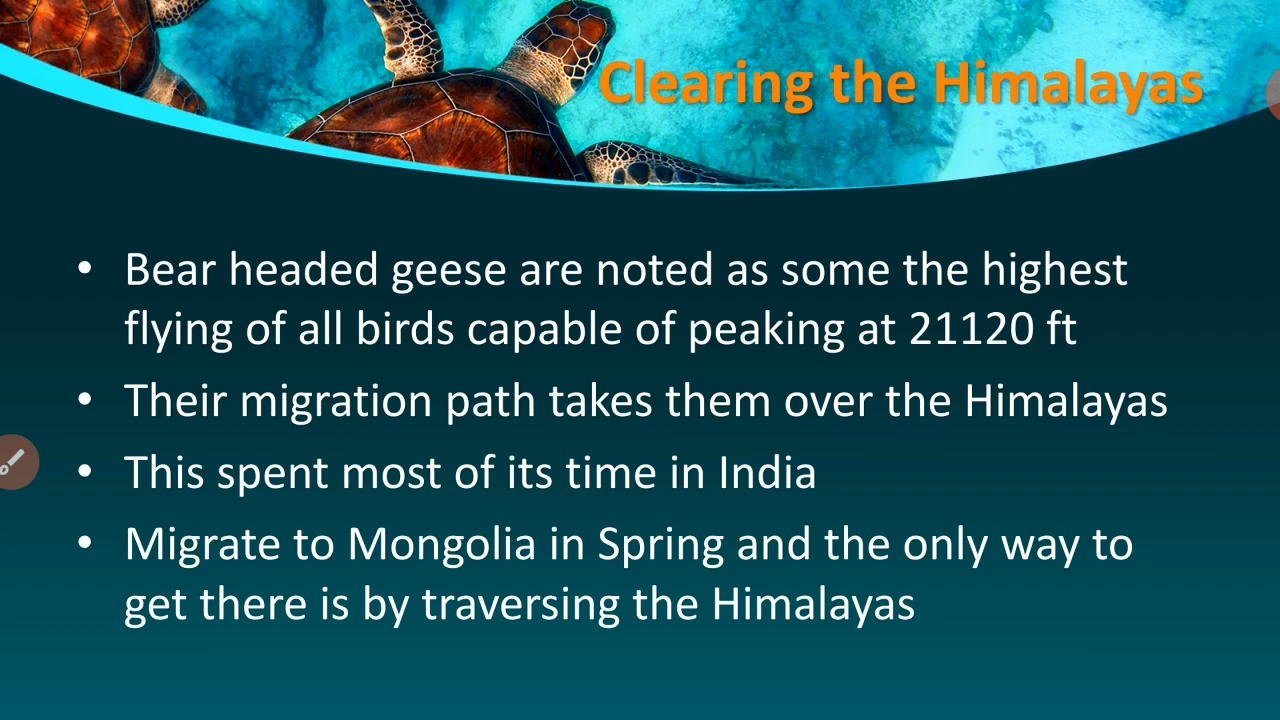 Clearing the Himalayas
• Bear headed geese are noted as some the highest
flying of all birds capable of peaking at 21120 ft
• Their migration path takes them over the Himalayas
• This spent most of its time in India
• Migrate to Mongolia in Spring and the only way to
get there is by traversing the Himalayas